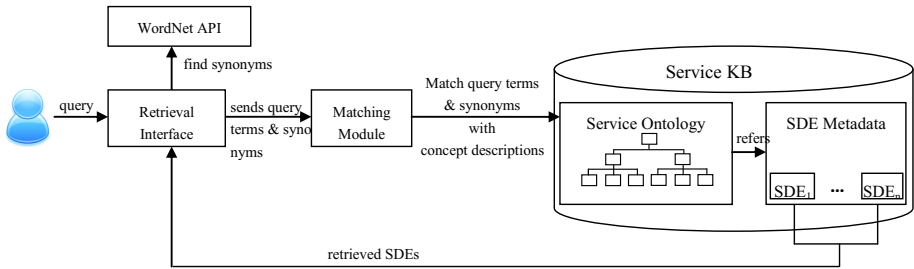 WordNet API
find synonyms
query
Retrieval
Interface
sends query
terms & syno
nyms
Matching
Module
Match query terms
& synonyms
with
concept descriptions
Service KB
Service Ontology
refers
SDE Metadata
SDE1
...
SDEn
retrieved SDEs